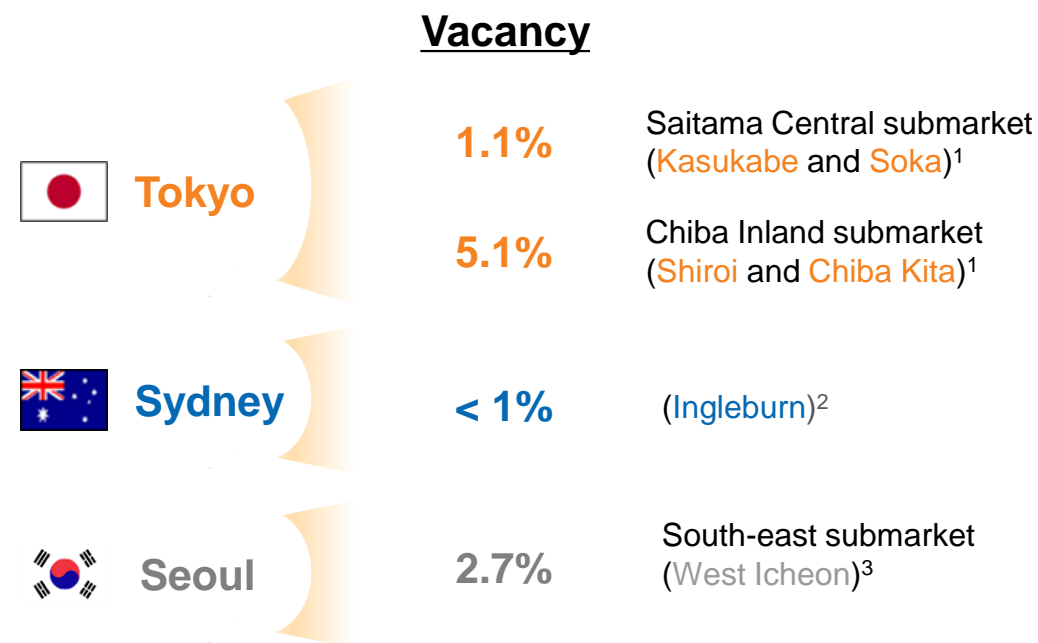 Vacancy
Tokyo
1.1%
Saitama Central submarket
(Kasukabe and Soka)¹
5.1%
Chiba Inland submarket
(Shiroi and Chiba Kita)¹
Sydney
< 1%
(Ingleburn)²
Seoul
2.7%
South-east submarket
(West Icheon)³